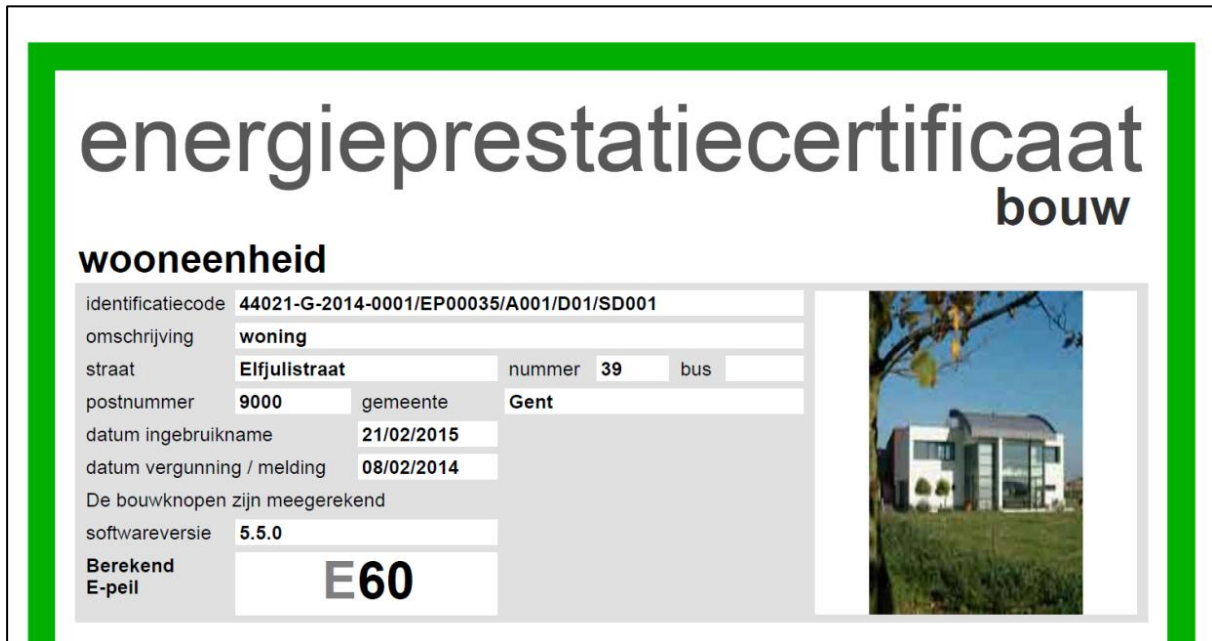 energieprestatiecertificaat
bouw
wooneenheid
identificatiecode 44021-G-2014-0001/EP00035/A001/D01/SD001
omschrijving woning
straat Elfjulistraat nummer 39 bus
postnummer 9000 gemeente Gent
datum ingebruikname 21/02/2015
datum vergunning / melding 08/02/2014
De bouwknopen zijn meegerekend
softwareversie 5.5.0
Berekend
E-peil E60